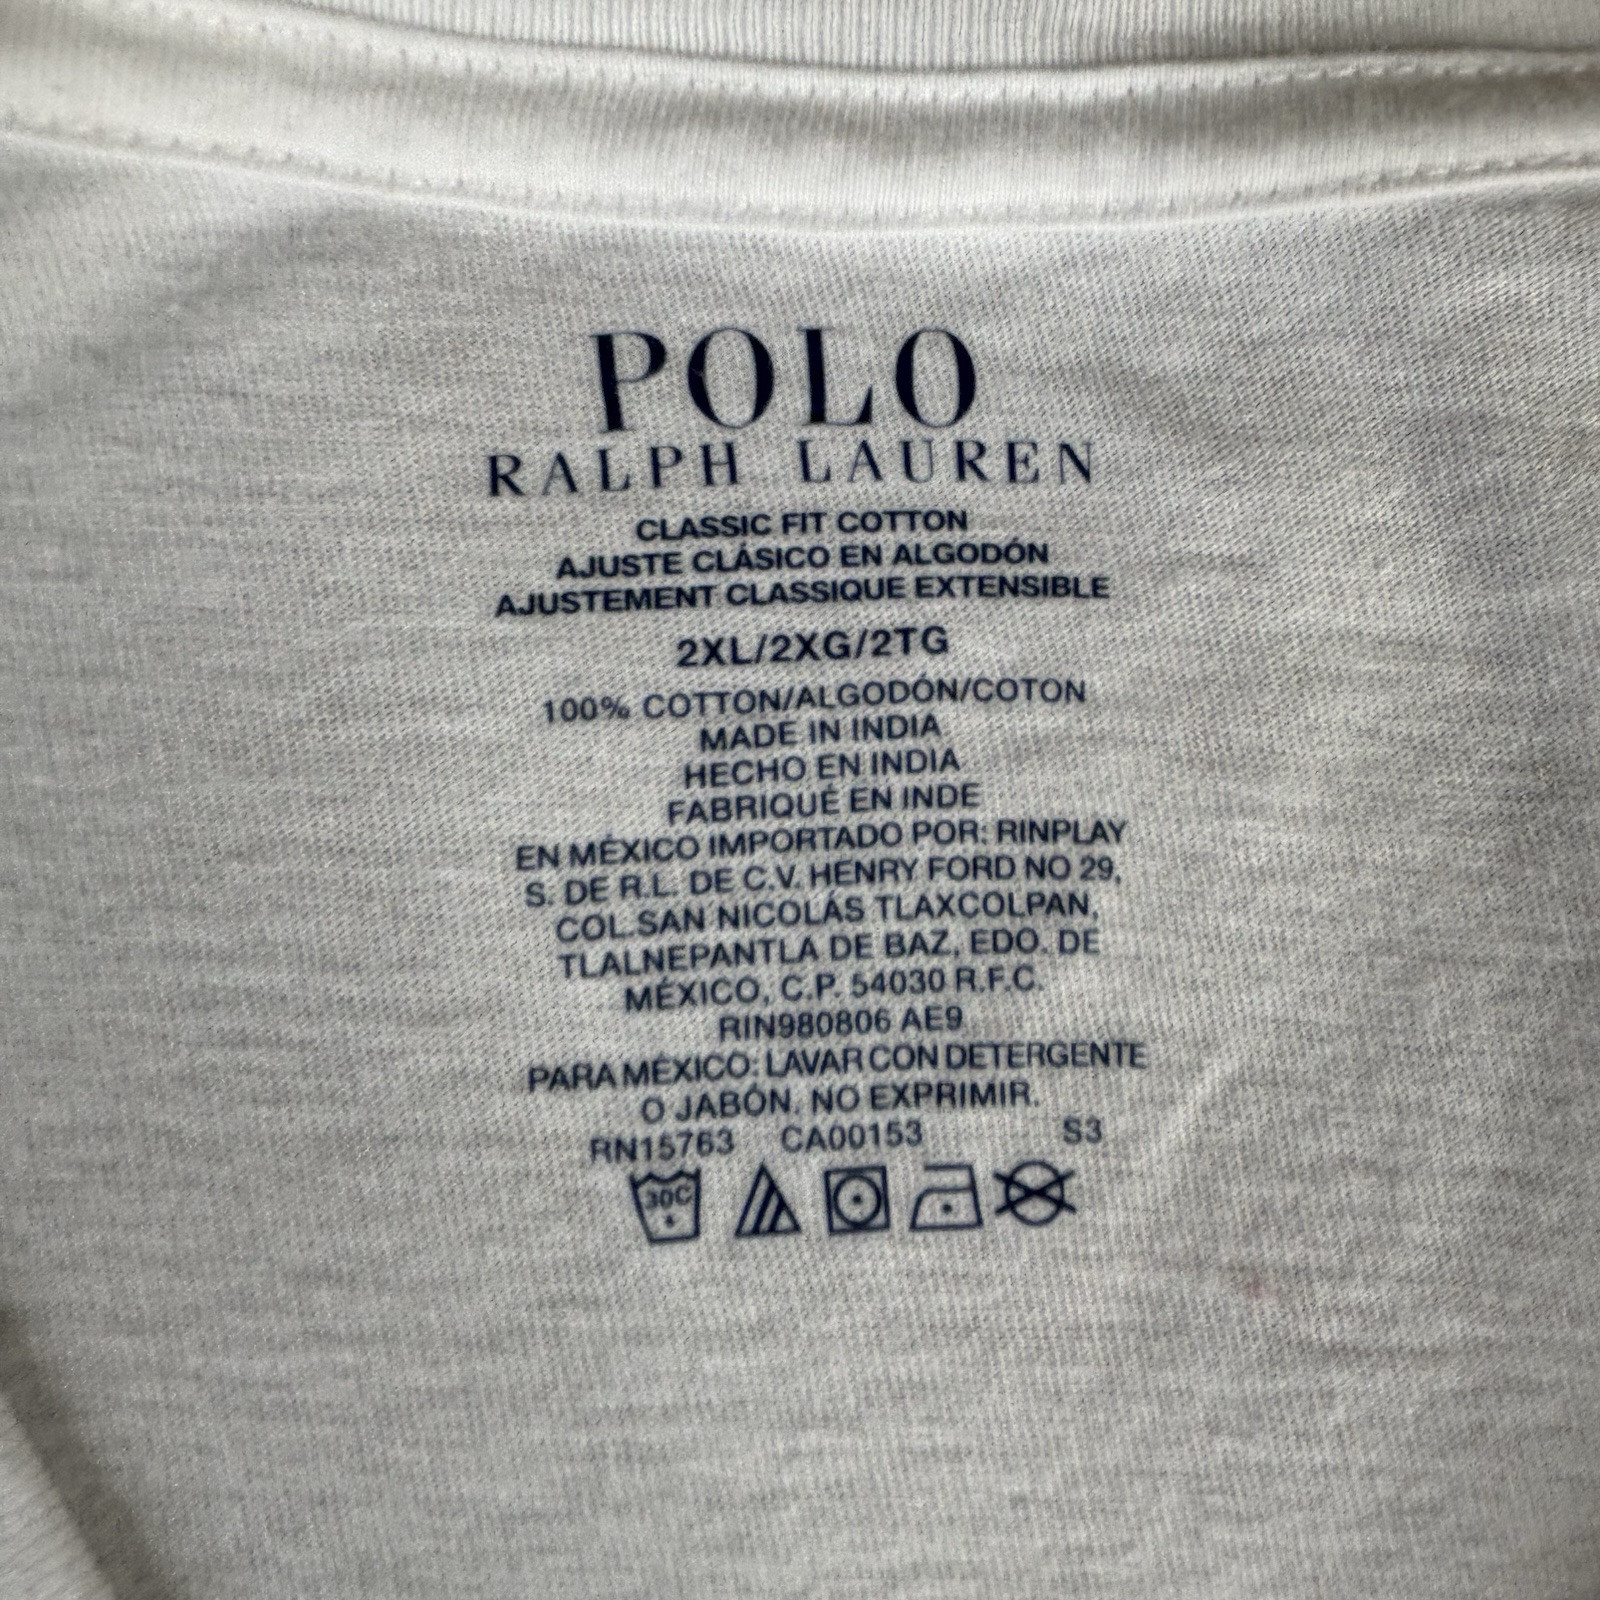 POLO
RALPH LAUREN
CLASSIC FIT COTTON
AJUSTE CLÁSICO EN ALGODÓN
AJUSTEMENT CLASSIQUE EXTENSIBLE
2XL/2XG/2TG
100% COTTON/ALGODÓN/COTON
MADE IN INDIA
HECHO EN INDIA
FABRIQUÉ EN INDE
EN MÉXICO IMPORTADO POR: RINPLAY
S. DE R.L. DE C.V. HENRY FORD NO 29,
COL.SAN NICOLÁS TLAXCOLPAN,
TLALNEPANTLA DE BAZ, EDO. DE
MÉXICO, C.P. 54030 R.F.C.
RIN980806 AE9
PARA MÉXICO: LAVAR CON DETERGENTE
O JABÓN. NO EXPRIMIR.
RN15763 CA00153 S3
30C